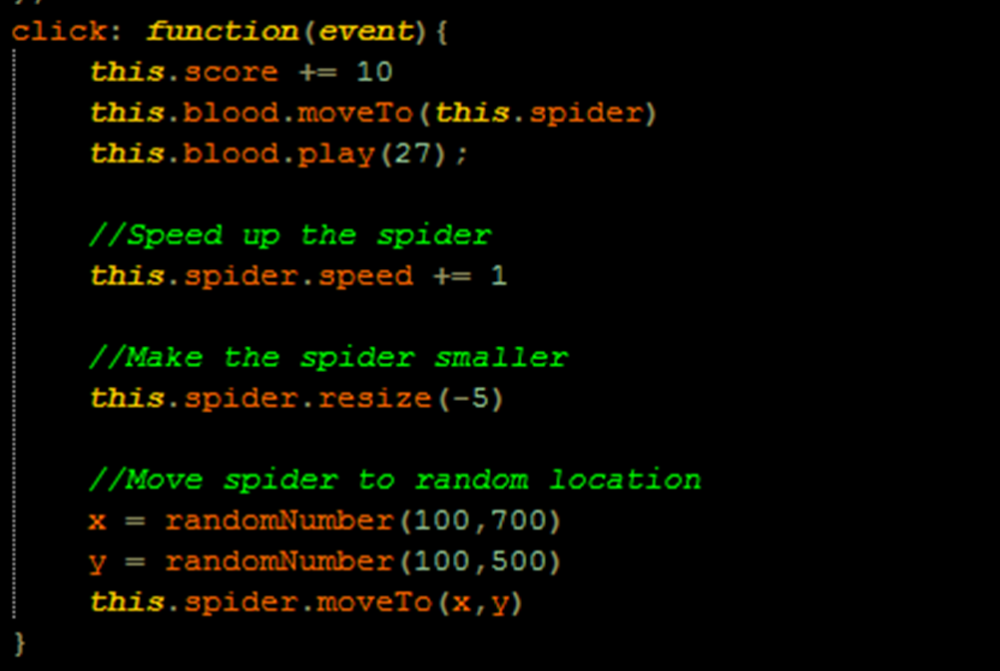 click: function(event){
this.score += 10
this.blood.moveTo(this.spider)
this.blood.play(27);
//Speed up the spider
this.spider.speed += 1
//Make the spider smaller
this.spider.resize(-5)
//Move spider to random location
x = randomNumber(100,700)
y = randomNumber(100,500)
this.spider.moveTo(x,y)
}